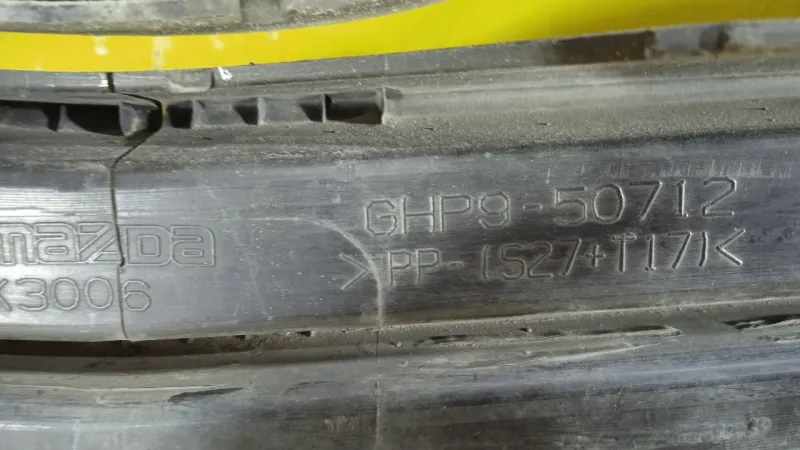 mazda
K3006
GHP9-50712
>PP-(S27+T17)<